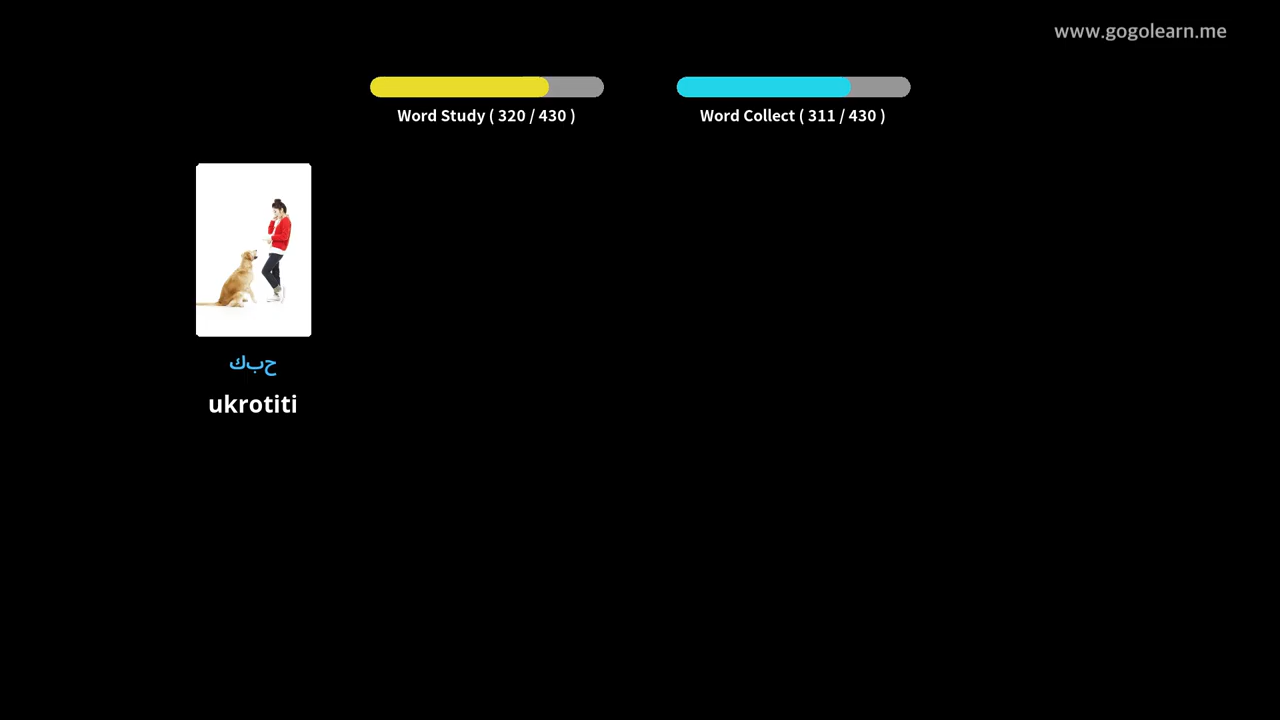 www.gogolearn.me
Word Study ( 320 / 430 )
Word Collect ( 311 / 430 )
حبك
ukrotiti